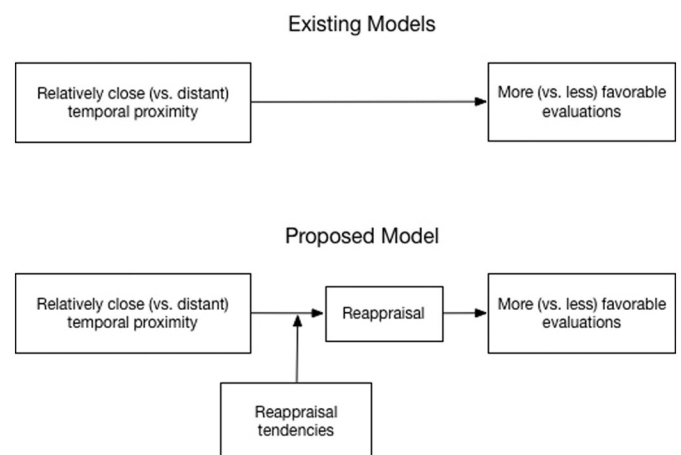 Existing Models
Relatively close (vs. distant)
temporal proximity
More (vs. less) favorable
evaluations
Proposed Model
Relatively close (vs. distant)
temporal proximity
Reappraisal
More (vs. less) favorable
evaluations
Reappraisal
tendencies